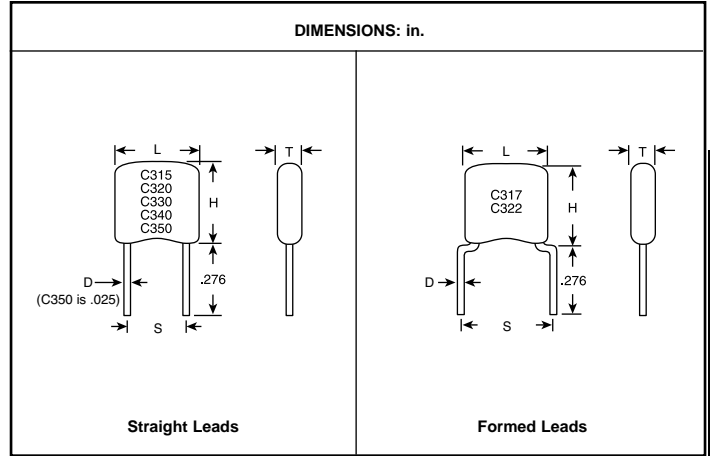 DIMENSIONS: in.
L
T
C315
C320
C330
C340
C350
H
D
(C350 is .025)
.276
S
Straight Leads
L
T
C317
C322
H
D
.276
S
Formed Leads